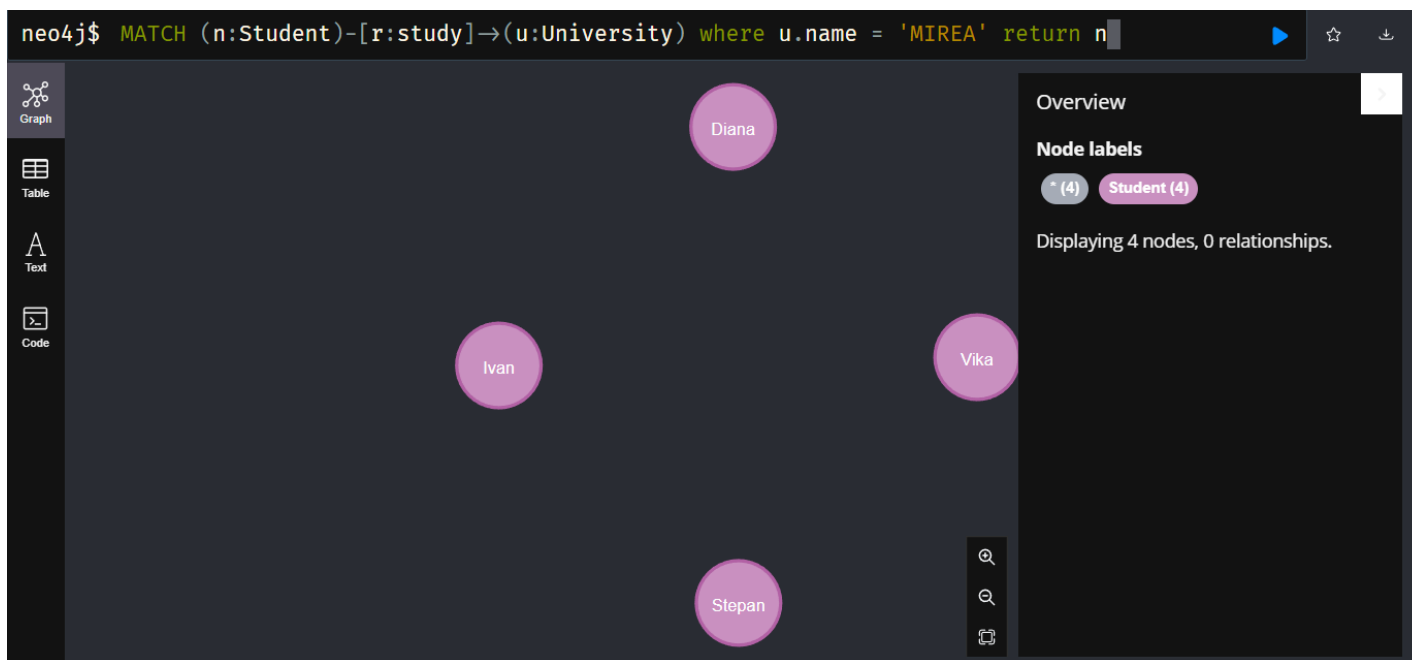 neo4j$ MATCH (n:Student)-[r:study]→(u:University) where u.name = 'MIREA' return n
Graph
Table
Text
Code
Diana
Ivan
Vika
Stepan
Overview
Node labels
* (4) Student (4)
Displaying 4 nodes, 0 relationships.